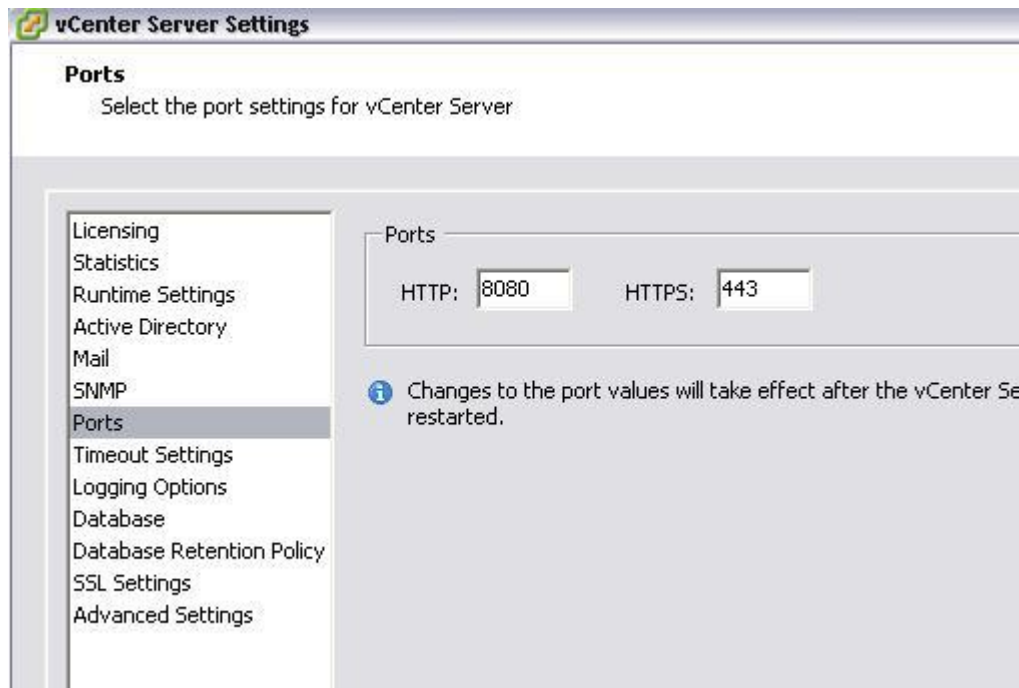 vCenter Server Settings
Ports
Select the port settings for vCenter Server
Licensing
Statistics
Runtime Settings
Active Directory
Mail
SNMP
Ports
Timeout Settings
Logging Options
Database
Database Retention Policy
SSL Settings
Advanced Settings
Ports
HTTP: 8080 HTTPS: 443
Changes to the port values will take effect after the vCenter Se
restarted.